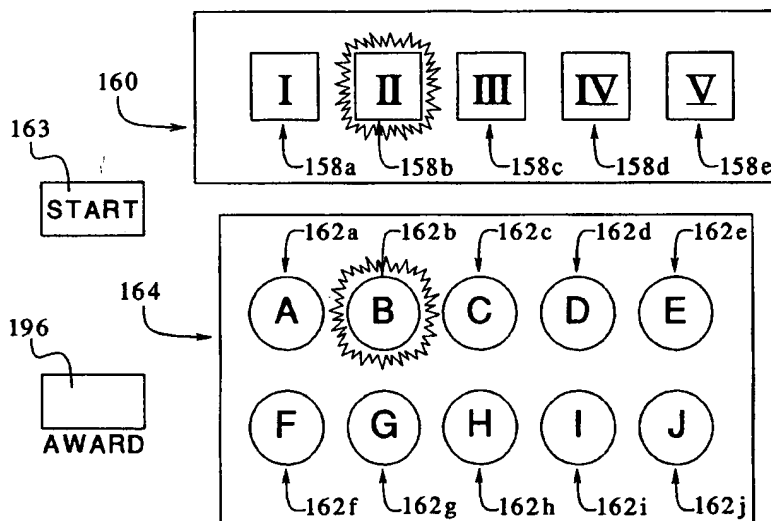 160
I II III IV V
163
158a 158b 158c 158d 158e
START
162a 162b 162c 162d 162e
164
196
A B C D E
AWARD
F G H I J
162f 162g 162h 162i 162j